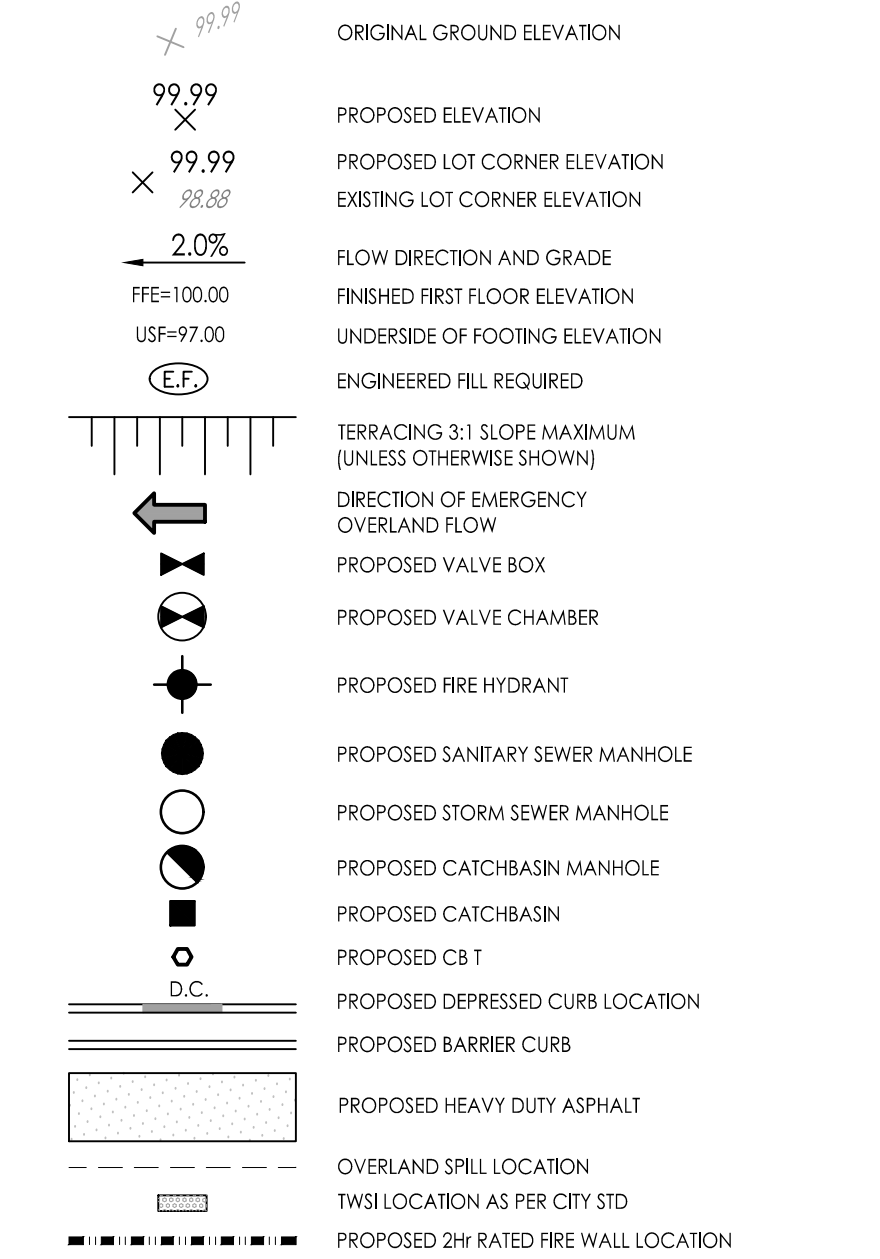 99.99 ORIGINAL GROUND ELEVATION
99.99
PROPOSED ELEVATION
99.99 PROPOSED LOT CORNER ELEVATION
98.88 EXISTING LOT CORNER ELEVATION
2.0% FLOW DIRECTION AND GRADE
FFE=100.00 FINISHED FIRST FLOOR ELEVATION
USF=97.00 UNDERSIDE OF FOOTING ELEVATION
E.F. ENGINEERED FILL REQUIRED
TERRACING 3:1 SLOPE MAXIMUM
(UNLESS OTHERWISE SHOWN)
DIRECTION OF EMERGENCY
OVERLAND FLOW
PROPOSED VALVE BOX
PROPOSED VALVE CHAMBER
PROPOSED FIRE HYDRANT
PROPOSED SANITARY SEWER MANHOLE
PROPOSED STORM SEWER MANHOLE
PROPOSED CATCHBASIN MANHOLE
PROPOSED CATCHBASIN
PROPOSED CB T
D.C. PROPOSED DEPRESSED CURB LOCATION
PROPOSED BARRIER CURB
PROPOSED HEAVY DUTY ASPHALT
OVERLAND SPILL LOCATION
TWSI LOCATION AS PER CITY STD
PROPOSED 2Hr RATED FIRE WALL LOCATION